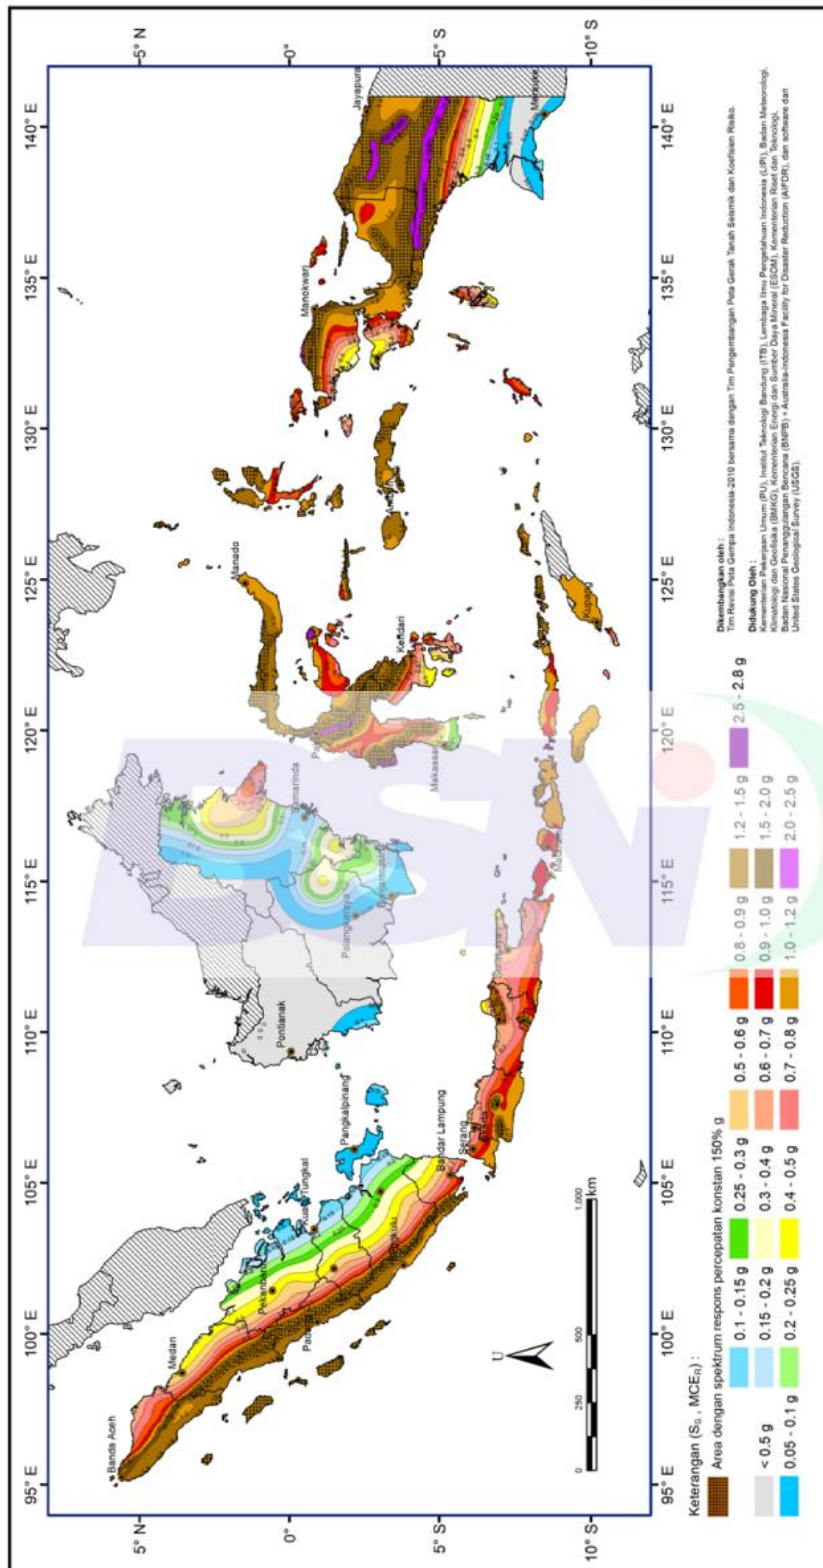 5° N
0°
5° S
10° S
95° E
100° E
105° E
110° E
115° E
120° E
125° E
130° E
135° E
140° E
Banda Aceh
Medan
Pekanbaru
Padang
Kuala Tungkal
Bengkulu
Pangkalpinang
Bandar Lampung
Serang
Pontianak
Palangkaraya
Banjarmasin
Samarinda
Makassar
Kendari
Manado
Kupang
Manokwari
Jayapura
Merauke
BSNi
U
0
250
500
1,000
km
Keterangan (SS , MCER) :
Area dengan spektrum respons percepatan konstan 150% g
< 0.5 g
0.05 - 0.1 g
0.1 - 0.15 g
0.15 - 0.2 g
0.2 - 0.25 g
0.25 - 0.3 g
0.3 - 0.4 g
0.4 - 0.5 g
0.5 - 0.6 g
0.6 - 0.7 g
0.7 - 0.8 g
0.8 - 0.9 g
0.9 - 1.0 g
1.0 - 1.2 g
1.2 - 1.5 g
1.5 - 2.0 g
2.0 - 2.5 g
2.5 - 2.8 g
Dikembangkan oleh :
Tim Revisi Peta Gempa Indonesia-2010 bersama dengan Tim Pengembangan Peta Gerak Tanah Seismik dan Koefisien Risiko.
Didukung Oleh :
Kementerian Pekerjaan Umum (PU), Institut Teknologi Bandung (ITB), Lembaga Ilmu Pengetahuan Indonesia (LIPI), Badan Meteorologi,
Klimatologi dan Geofisika (BMKG), Kementerian Energi dan Sumber Daya Mineral (ESDM), Kementerian Riset dan Teknologi,
Badan Nasional Penanggulangan Bencana (BNPB) + Australia-Indonesia Facility for Disaster Reduction (AIFDR), dan software dari
United States Geological Survey (USGS).